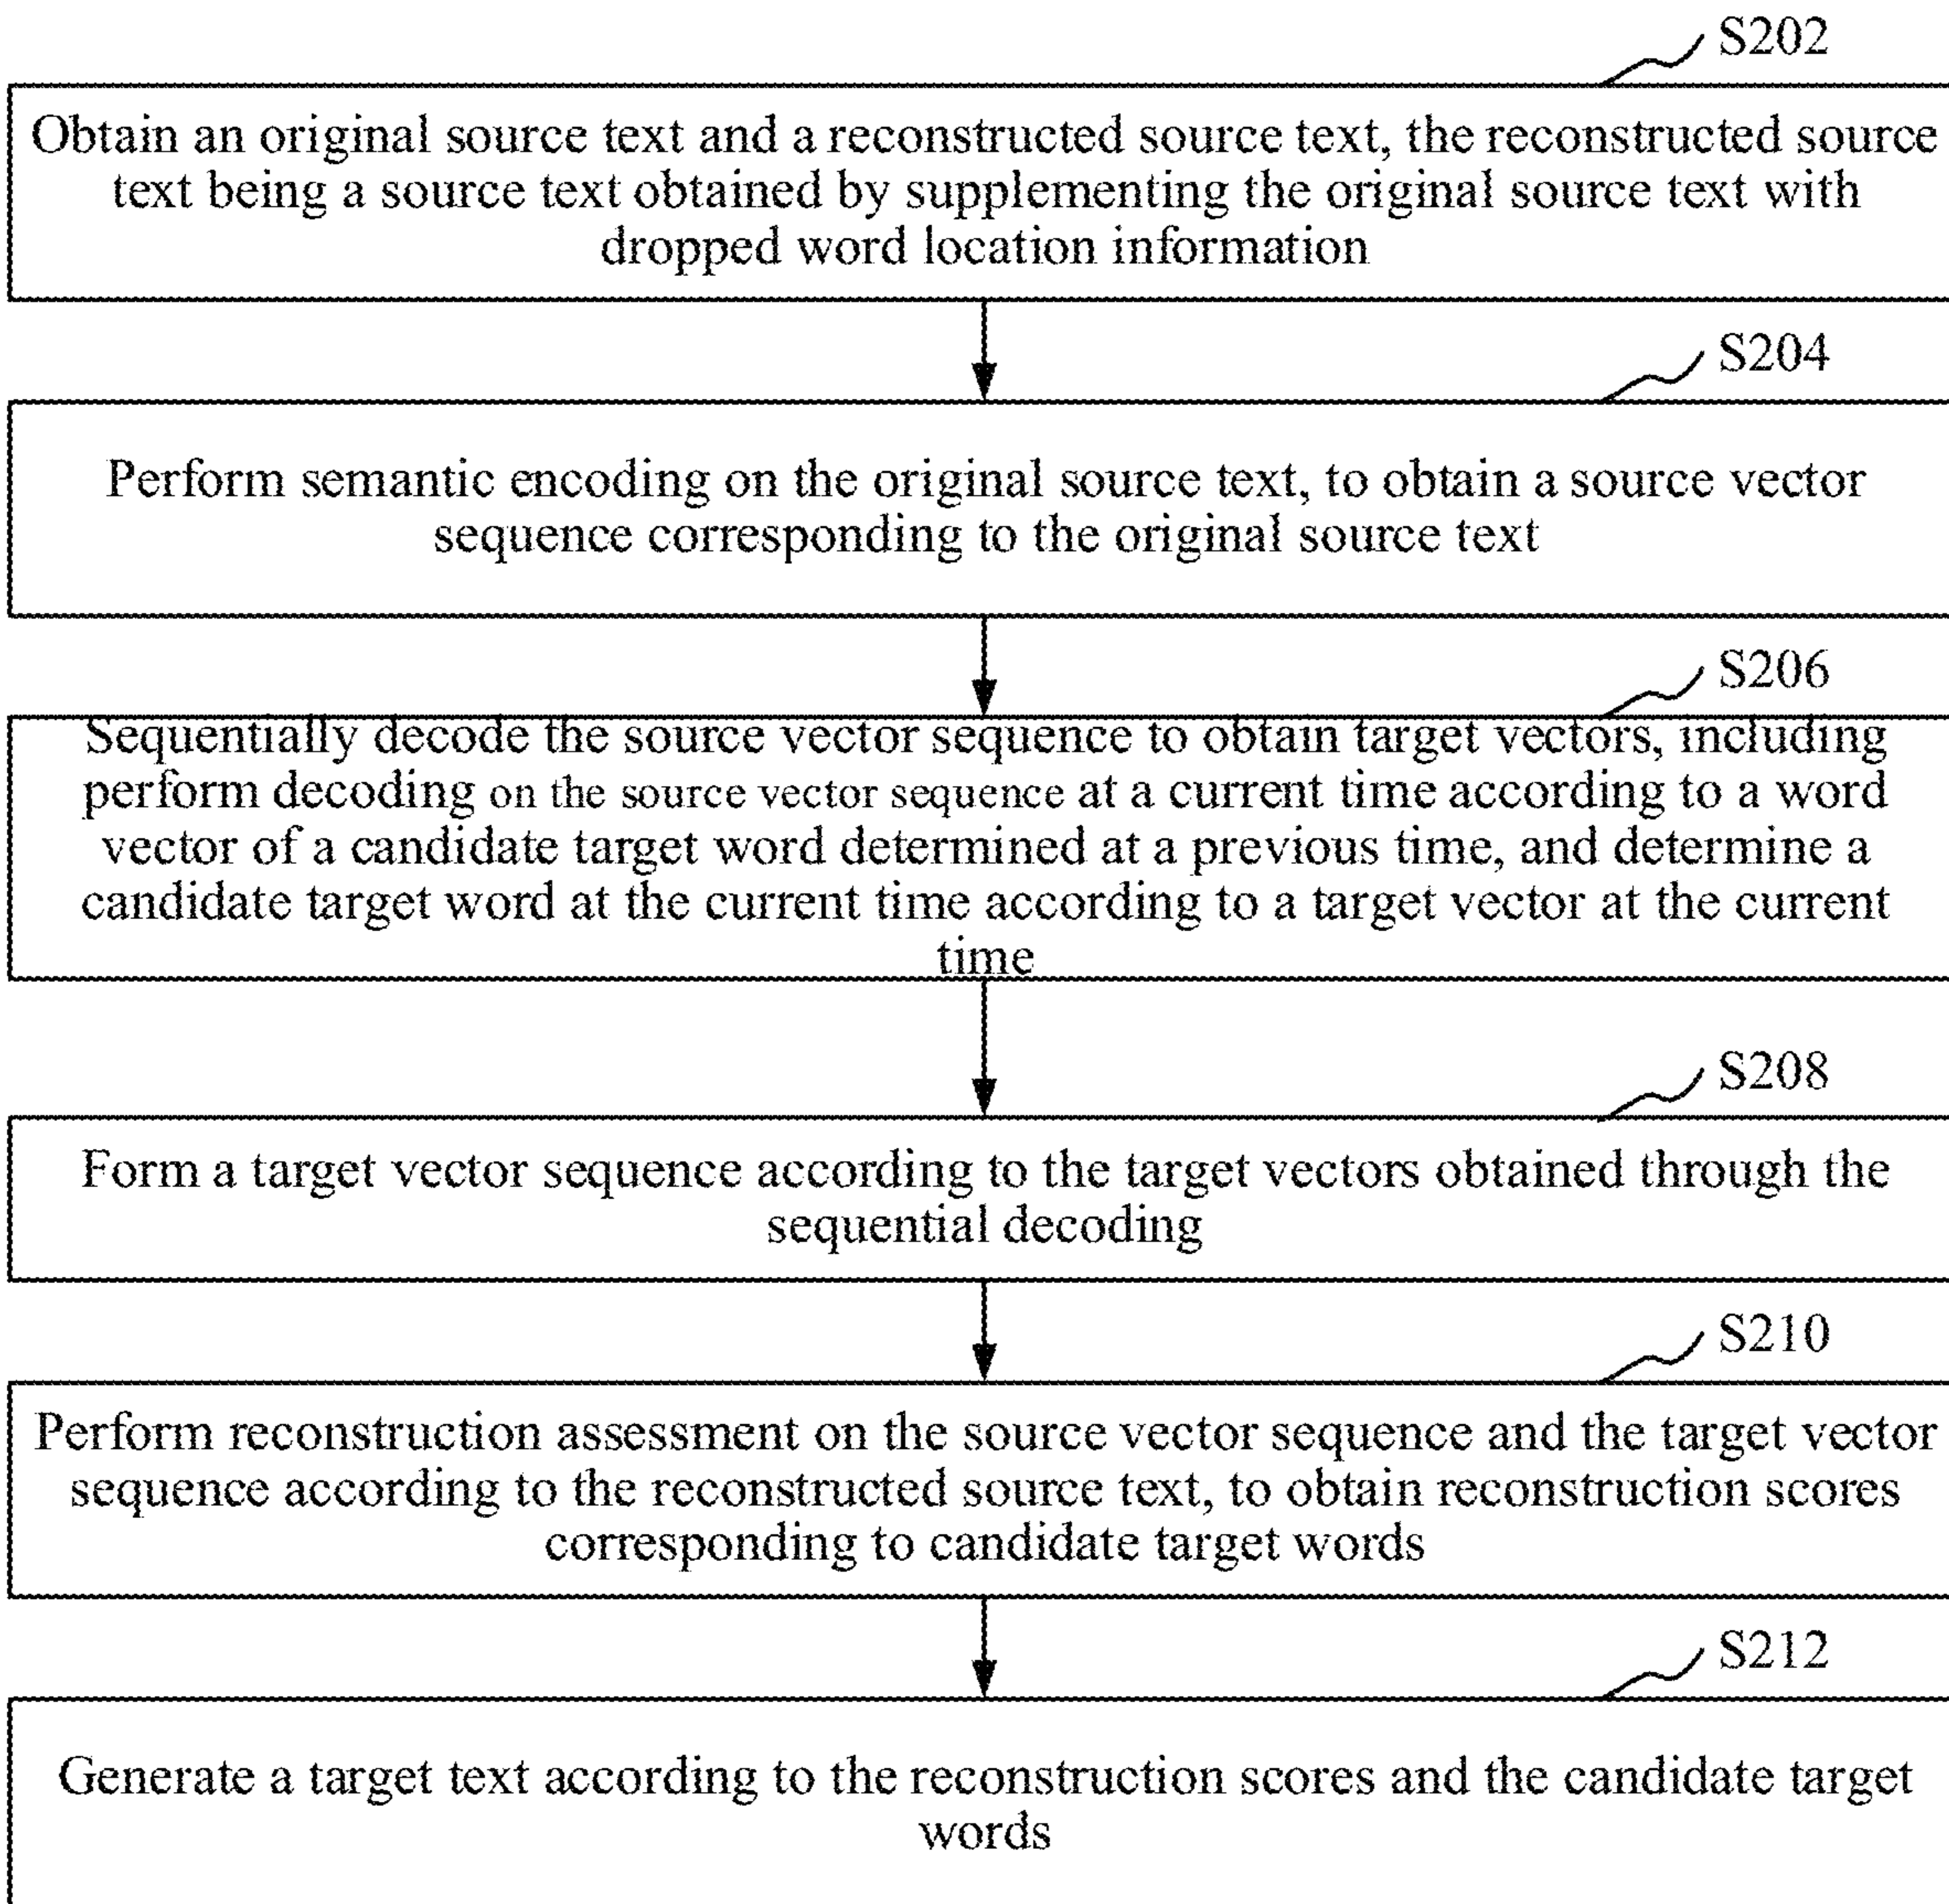 S202
Obtain an original source text and a reconstructed source text, the reconstructed source
text being a source text obtained by supplementing the original source text with
dropped word location information
S204
Perform semantic encoding on the original source text, to obtain a source vector
sequence corresponding to the original source text
S206
Sequentially decode the source vector sequence to obtain target vectors, including
perform decoding on the source vector sequence at a current time according to a word
vector of a candidate target word determined at a previous time, and determine a
candidate target word at the current time according to a target vector at the current
time
S208
Form a target vector sequence according to the target vectors obtained through the
sequential decoding
S210
Perform reconstruction assessment on the source vector sequence and the target vector
sequence according to the reconstructed source text, to obtain reconstruction scores
corresponding to candidate target words
S212
Generate a target text according to the reconstruction scores and the candidate target
words